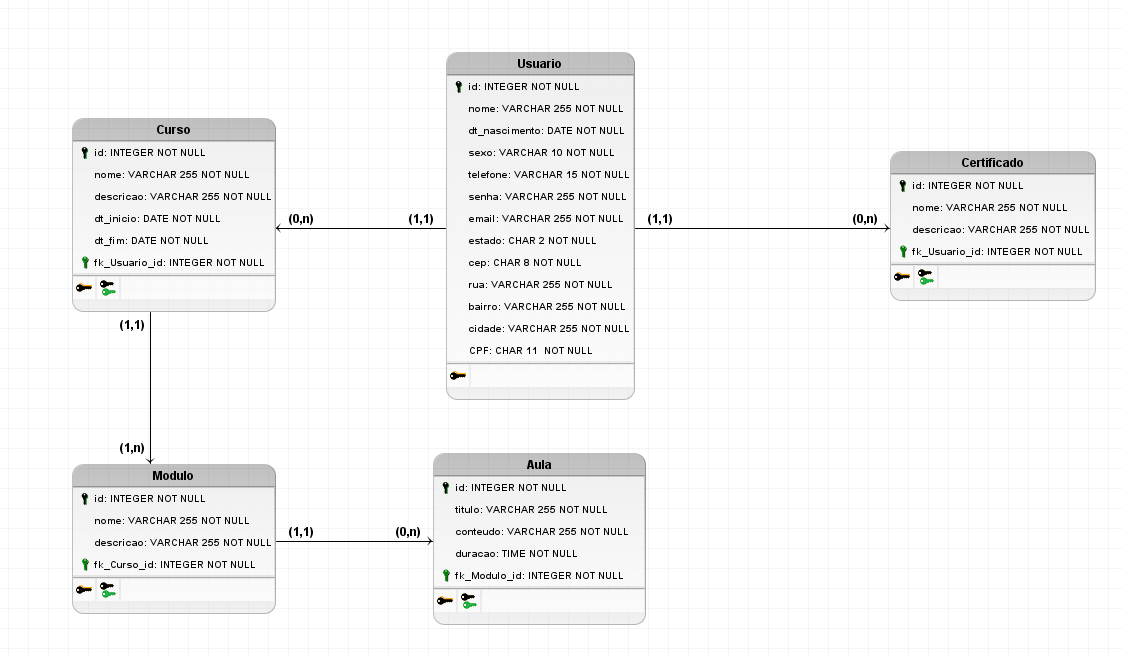 Usuario
id: INTEGER NOT NULL
nome: VARCHAR 255 NOT NULL
dt_nascimento: DATE NOT NULL
sexo: VARCHAR 10 NOT NULL
telefone: VARCHAR 15 NOT NULL
senha: VARCHAR 255 NOT NULL
email: VARCHAR 255 NOT NULL
estado: CHAR 2 NOT NULL
cep: CHAR 8 NOT NULL
rua: VARCHAR 255 NOT NULL
bairro: VARCHAR 255 NOT NULL
cidade: VARCHAR 255 NOT NULL
CPF: CHAR 11  NOT NULL
Curso
id: INTEGER NOT NULL
nome: VARCHAR 255 NOT NULL
descricao: VARCHAR 255 NOT NULL
dt_inicio: DATE NOT NULL
dt_fim: DATE NOT NULL
fk_Usuario_id: INTEGER NOT NULL
(0,n)
(1,1)
(1,1)
(0,n)
Certificado
id: INTEGER NOT NULL
nome: VARCHAR 255 NOT NULL
descricao: VARCHAR 255 NOT NULL
fk_Usuario_id: INTEGER NOT NULL
(1,1)
(1,n)
Modulo
id: INTEGER NOT NULL
nome: VARCHAR 255 NOT NULL
descricao: VARCHAR 255 NOT NULL
fk_Curso_id: INTEGER NOT NULL
(1,1)
(0,n)
Aula
id: INTEGER NOT NULL
titulo: VARCHAR 255 NOT NULL
conteudo: VARCHAR 255 NOT NULL
duracao: TIME NOT NULL
fk_Modulo_id: INTEGER NOT NULL